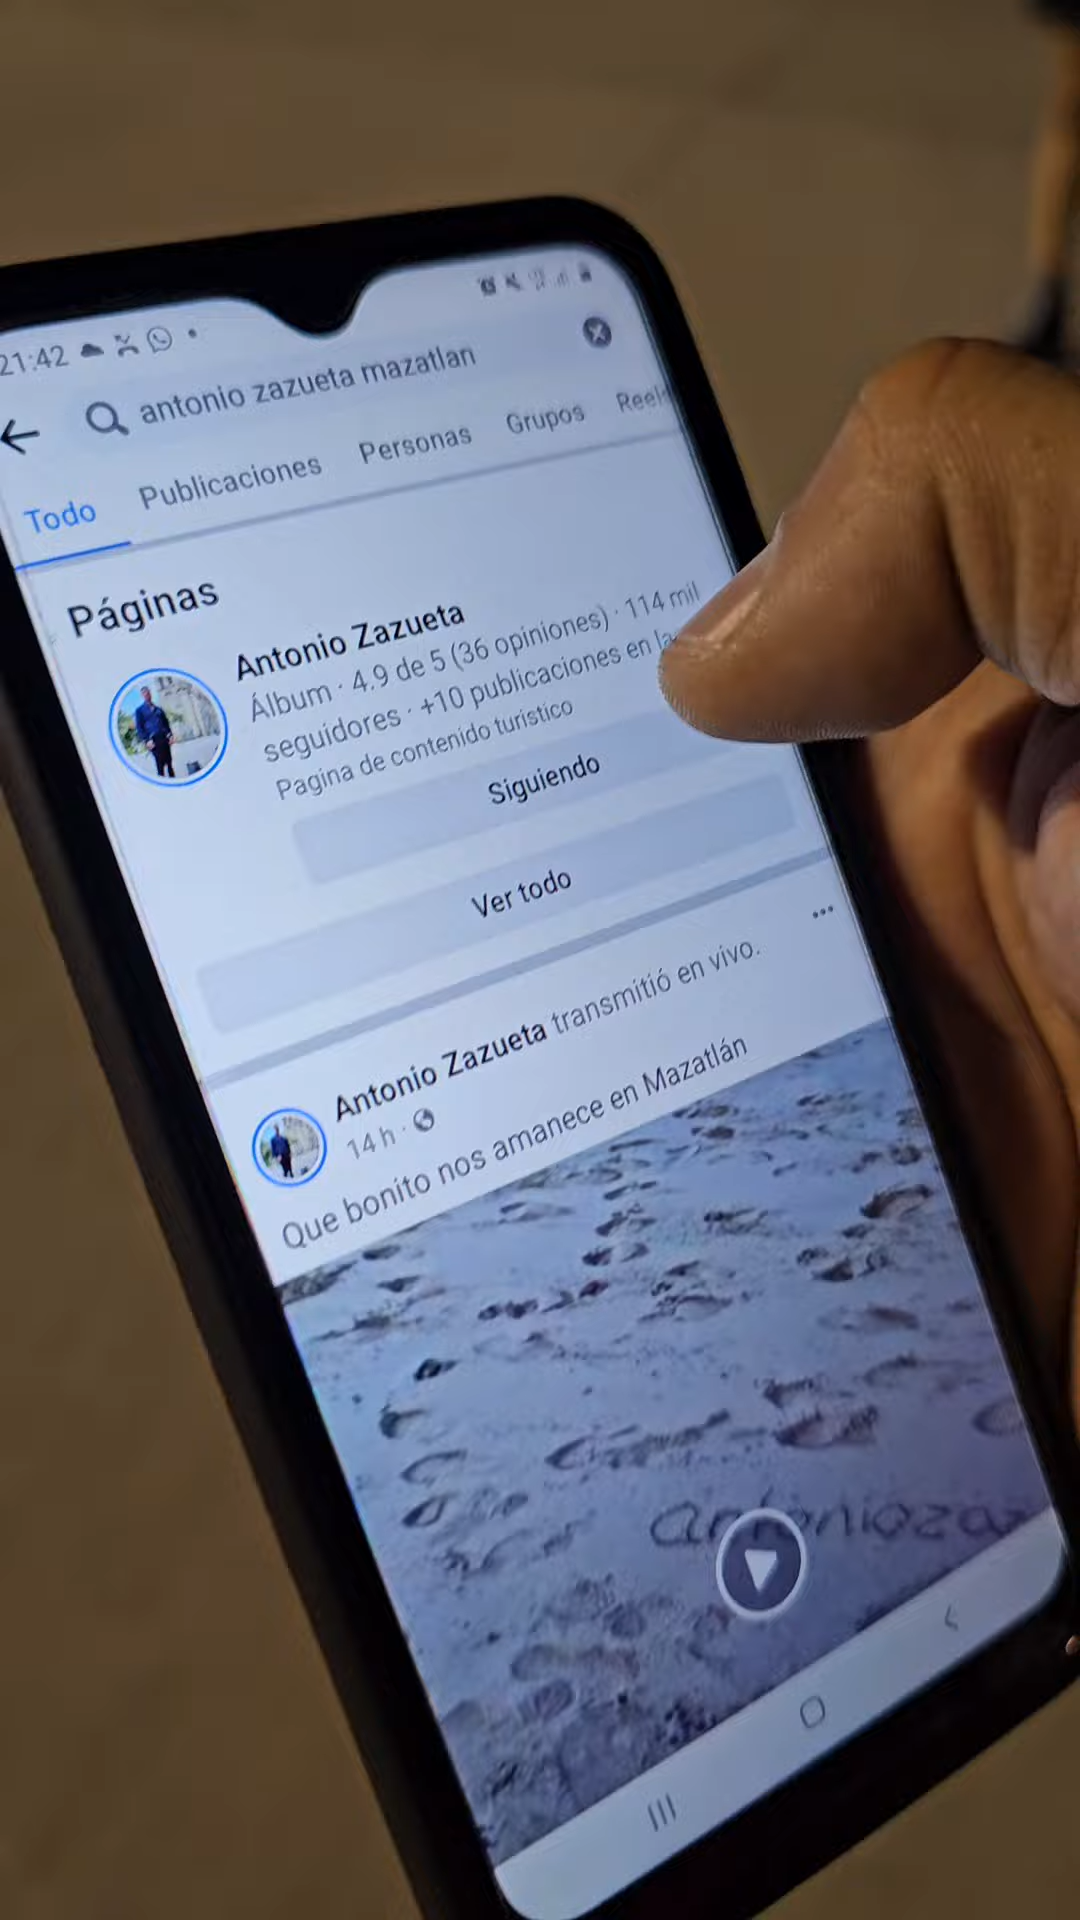 21:42
antonio zazueta mazatlan
Todo Publicaciones Personas Grupos Reels
Páginas
Antonio Zazueta
Álbum · 4.9 de 5 (36 opiniones) · 114 mil
seguidores · +10 publicaciones en la
Pagina de contenido turistico
Siguiendo
Ver todo
Antonio Zazueta transmitió en vivo.
14 h ·
Que bonito nos amanece en Mazatlán
Antonioza